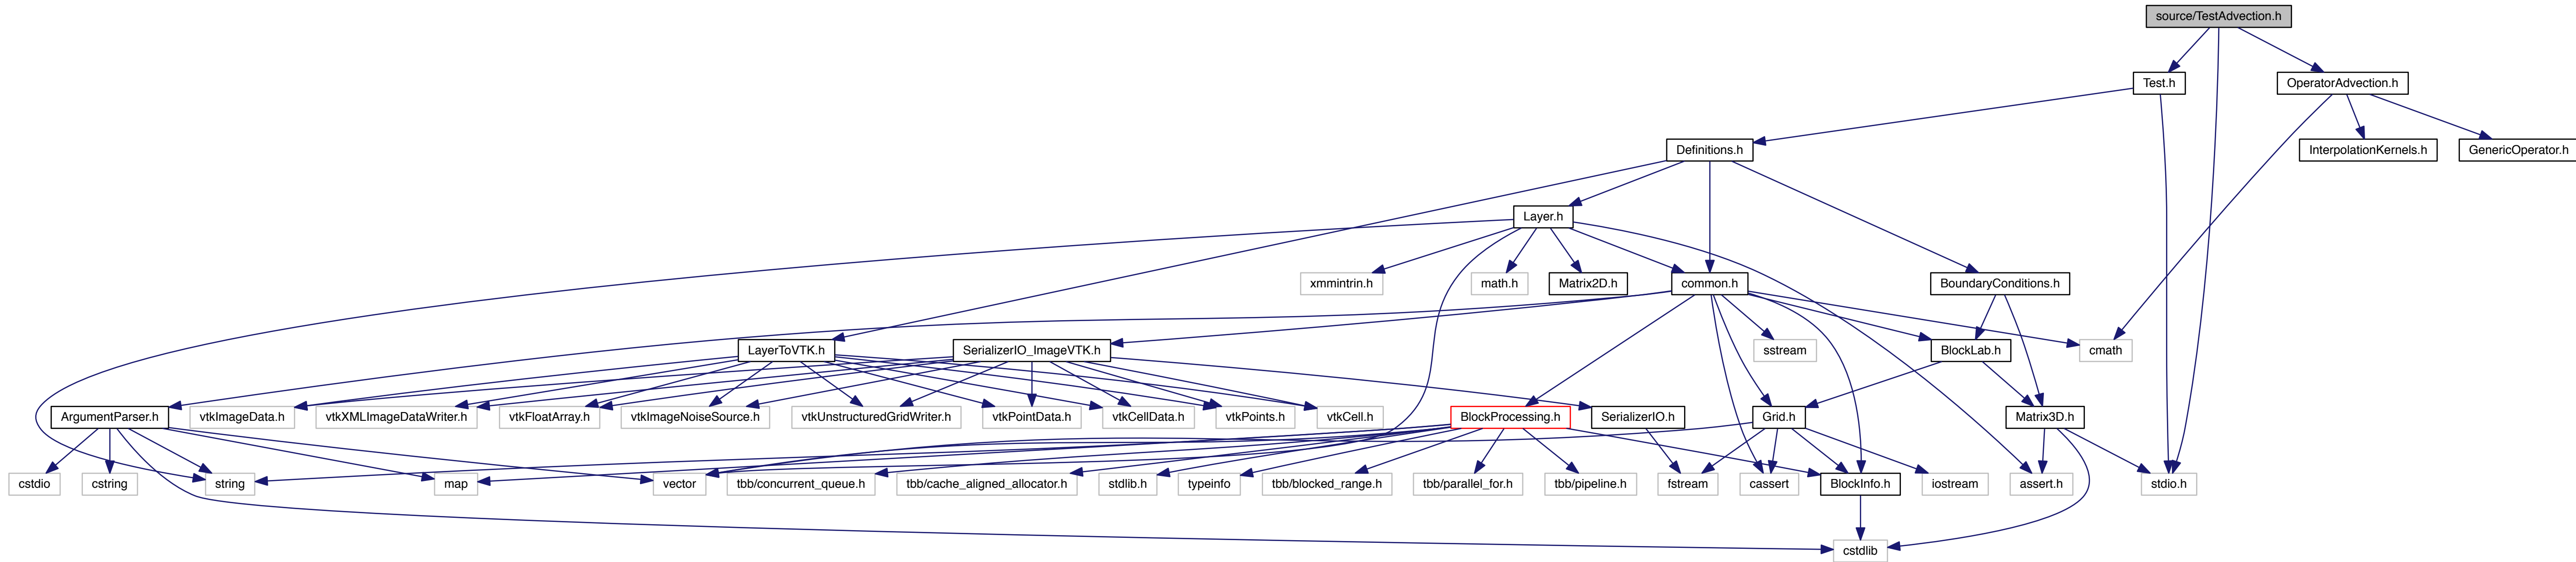 source/TestAdvection.h
Test.h
OperatorAdvection.h
Definitions.h
InterpolationKernels.h
GenericOperator.h
Layer.h
xmmintrin.h
math.h
Matrix2D.h
common.h
BoundaryConditions.h
LayerToVTK.h
SerializerIO_ImageVTK.h
sstream
BlockLab.h
cmath
ArgumentParser.h
vtkImageData.h
vtkXMLImageDataWriter.h
vtkFloatArray.h
vtkImageNoiseSource.h
vtkUnstructuredGridWriter.h
vtkPointData.h
vtkCellData.h
vtkPoints.h
vtkCell.h
BlockProcessing.h
SerializerIO.h
Grid.h
Matrix3D.h
cstdio
cstring
string
map
vector
tbb/concurrent_queue.h
tbb/cache_aligned_allocator.h
stdlib.h
typeinfo
tbb/blocked_range.h
tbb/parallel_for.h
tbb/pipeline.h
fstream
cassert
BlockInfo.h
iostream
assert.h
stdio.h
cstdlib